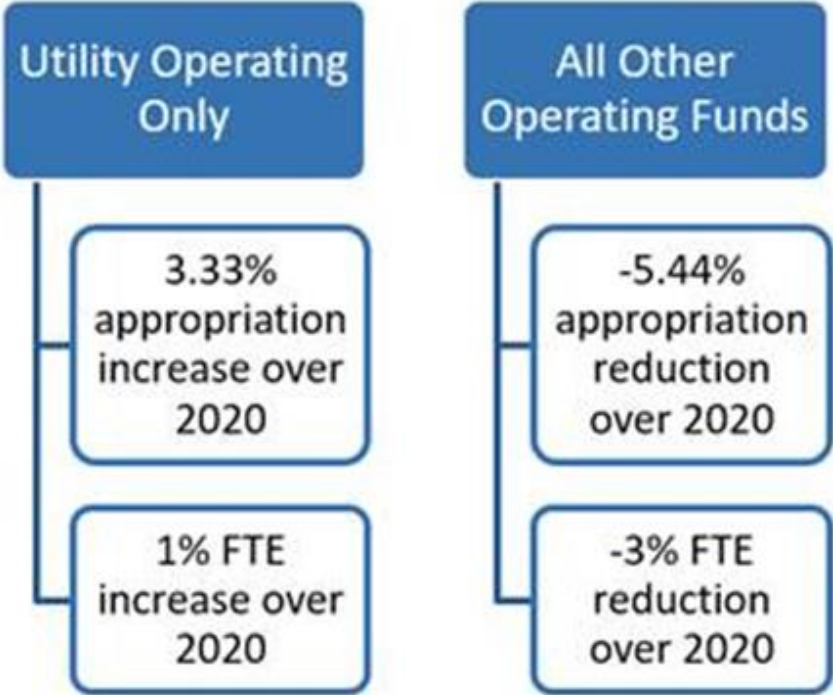 Utility Operating
Only
3.33%
appropriation
increase over
2020
1% FTE
increase over
2020
All Other
Operating Funds
-5.44%
appropriation
reduction
over 2020
-3% FTE
reduction
over 2020